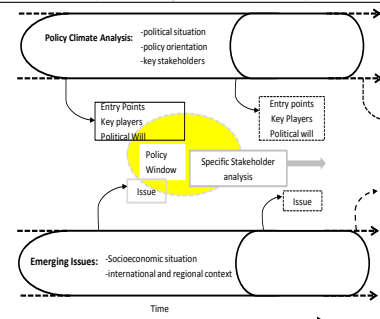 Policy Climate Analysis:
-political situation
-policy orientation
-key stakeholders
Entry Points
Key players
Political Will
Entry points
Key Players
Political will
Policy
Window
Specific Stakeholder
analysis
Issue
Issue
Emerging Issues:
-Socioeconomic situation
-international and regional context
Time